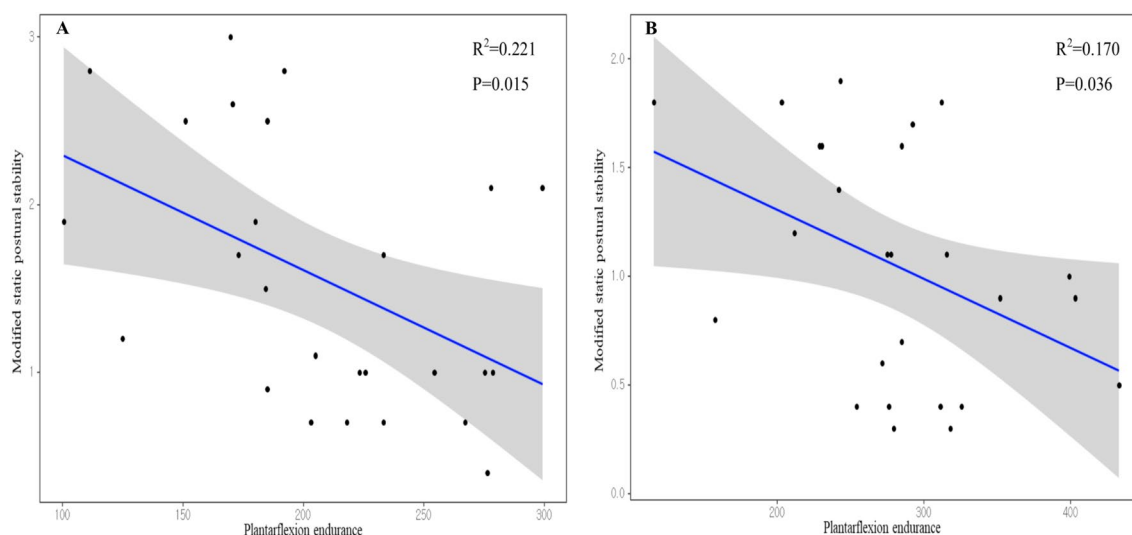 A
R²=0.221
P=0.015
3
2
1
Modified static postural stability
100 150 200 250 300
Plantarflexion endurance
B
R²=0.170
P=0.036
2.0
1.5
1.0
0.5
0.0
Modified static postural stability
200 300 400
Plantarflexion endurance